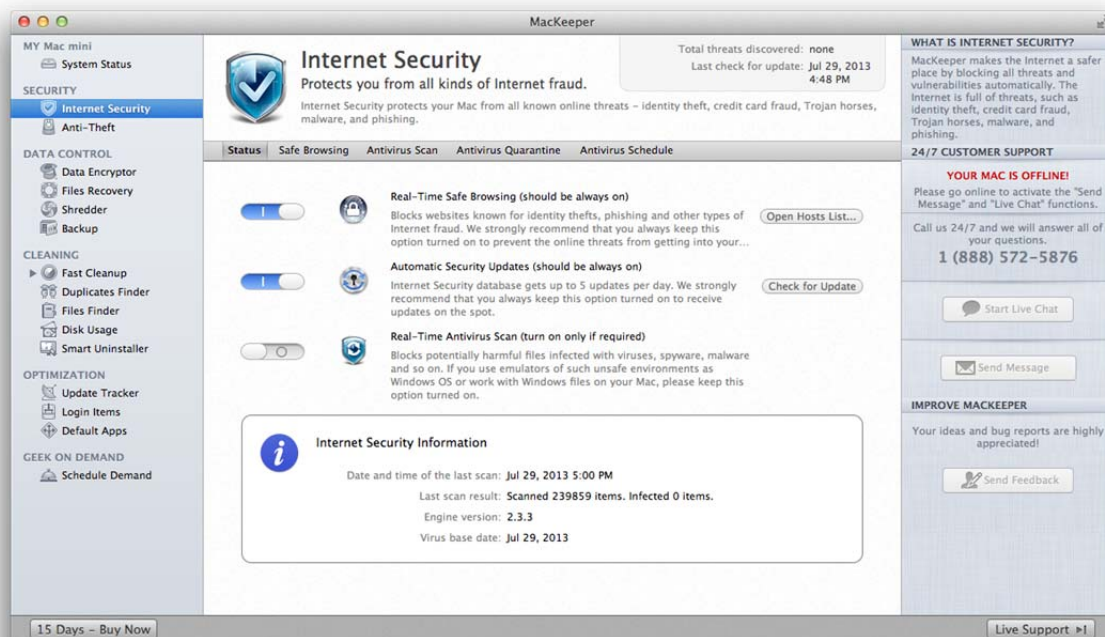 MacKeeper
MY Mac mini
System Status
SECURITY
Internet Security
Anti-Theft
DATA CONTROL
Data Encryptor
Files Recovery
Shredder
Backup
CLEANING
Fast Cleanup
Duplicates Finder
Files Finder
Disk Usage
Smart Uninstaller
OPTIMIZATION
Update Tracker
Login Items
Default Apps
GEEK ON DEMAND
Schedule Demand
15 Days - Buy Now
Internet Security
Protects you from all kinds of Internet fraud.
Total threats discovered: none
Last check for update: Jul 29, 2013
4:48 PM
Internet Security protects your Mac from all known online threats – identity theft, credit card fraud, Trojan horses,
malware, and phishing.
Status Safe Browsing Antivirus Scan Antivirus Quarantine Antivirus Schedule
Real-Time Safe Browsing (should be always on)
Blocks websites known for identity thefts, phishing and other types of
Internet fraud. We strongly recommend that you always keep this
option turned on to prevent the online threats from getting into your...
Open Hosts List...
Automatic Security Updates (should be always on)
Internet Security database gets up to 5 updates per day. We strongly
recommend that you always keep this option turned on to receive
updates on the spot.
Check for Update
Real-Time Antivirus Scan (turn on only if required)
Blocks potentially harmful files infected with viruses, spyware, malware
and so on. If you use emulators of such unsafe environments as
Windows OS or work with Windows files on your Mac, please keep this
option turned on.
Internet Security Information
Date and time of the last scan: Jul 29, 2013 5:00 PM
Last scan result: Scanned 239859 items. Infected 0 items.
Engine version: 2.3.3
Virus base date: Jul 29, 2013
WHAT IS INTERNET SECURITY?
MacKeeper makes the Internet a safer
place by blocking all threats and
vulnerabilities automatically. The
Internet is full of threats, such as
identity theft, credit card fraud,
Trojan horses, malware, and
phishing.
24/7 CUSTOMER SUPPORT
YOUR MAC IS OFFLINE!
Please go online to activate the "Send
Message" and "Live Chat" functions.
Call us 24/7 and we will answer all of
your questions.
1 (888) 572-5876
Start Live Chat
Send Message
IMPROVE MACKEEPER
Your ideas and bug reports are highly
appreciated!
Send Feedback
Live Support